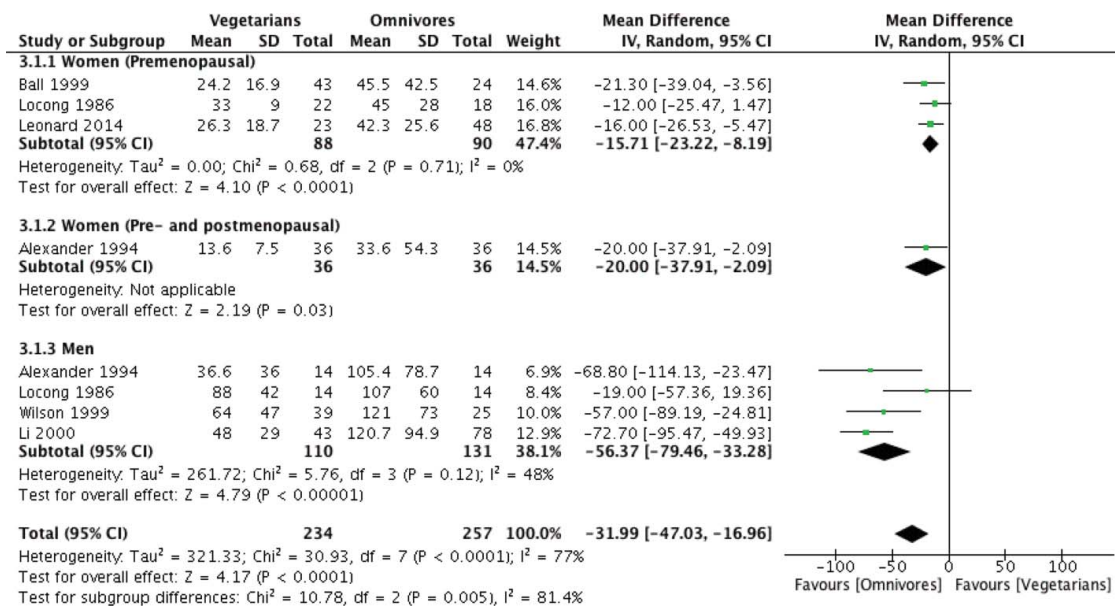 Vegetarians Omnivores Mean Difference Mean Difference
Study or Subgroup Mean SD Total Mean SD Total Weight IV, Random, 95% CI IV, Random, 95% CI
3.1.1 Women (Premenopausal)
Ball 1999 24.2 16.9 43 45.5 42.5 24 14.6% -21.30 [-39.04, -3.56]
Locong 1986 33 9 22 45 28 18 16.0% -12.00 [-25.47, 1.47]
Leonard 2014 26.3 18.7 23 42.3 25.6 48 16.8% -16.00 [-26.53, -5.47]
Subtotal (95% CI) 88 90 47.4% -15.71 [-23.22, -8.19]
Heterogeneity: Tau² = 0.00; Chi² = 0.68, df = 2 (P = 0.71); I² = 0%
Test for overall effect: Z = 4.10 (P < 0.0001)
3.1.2 Women (Pre- and postmenopausal)
Alexander 1994 13.6 7.5 36 33.6 54.3 36 14.5% -20.00 [-37.91, -2.09]
Subtotal (95% CI) 36 36 14.5% -20.00 [-37.91, -2.09]
Heterogeneity: Not applicable
Test for overall effect: Z = 2.19 (P = 0.03)
3.1.3 Men
Alexander 1994 36.6 36 14 105.4 78.7 14 6.9% -68.80 [-114.13, -23.47]
Locong 1986 88 42 14 107 60 14 8.4% -19.00 [-57.36, 19.36]
Wilson 1999 64 47 39 121 73 25 10.0% -57.00 [-89.19, -24.81]
Li 2000 48 29 43 120.7 94.9 78 12.9% -72.70 [-95.47, -49.93]
Subtotal (95% CI) 110 131 38.1% -56.37 [-79.46, -33.28]
Heterogeneity: Tau² = 261.72; Chi² = 5.76, df = 3 (P = 0.12); I² = 48%
Test for overall effect: Z = 4.79 (P < 0.00001)
Total (95% CI) 234 257 100.0% -31.99 [-47.03, -16.96]
Heterogeneity: Tau² = 321.33; Chi² = 30.93, df = 7 (P < 0.0001); I² = 77%
Test for overall effect: Z = 4.17 (P < 0.0001)
Test for subgroup differences: Chi² = 10.78, df = 2 (P = 0.005), I² = 81.4%
-100 -50 0 50 100
Favours [Omnivores] Favours [Vegetarians]